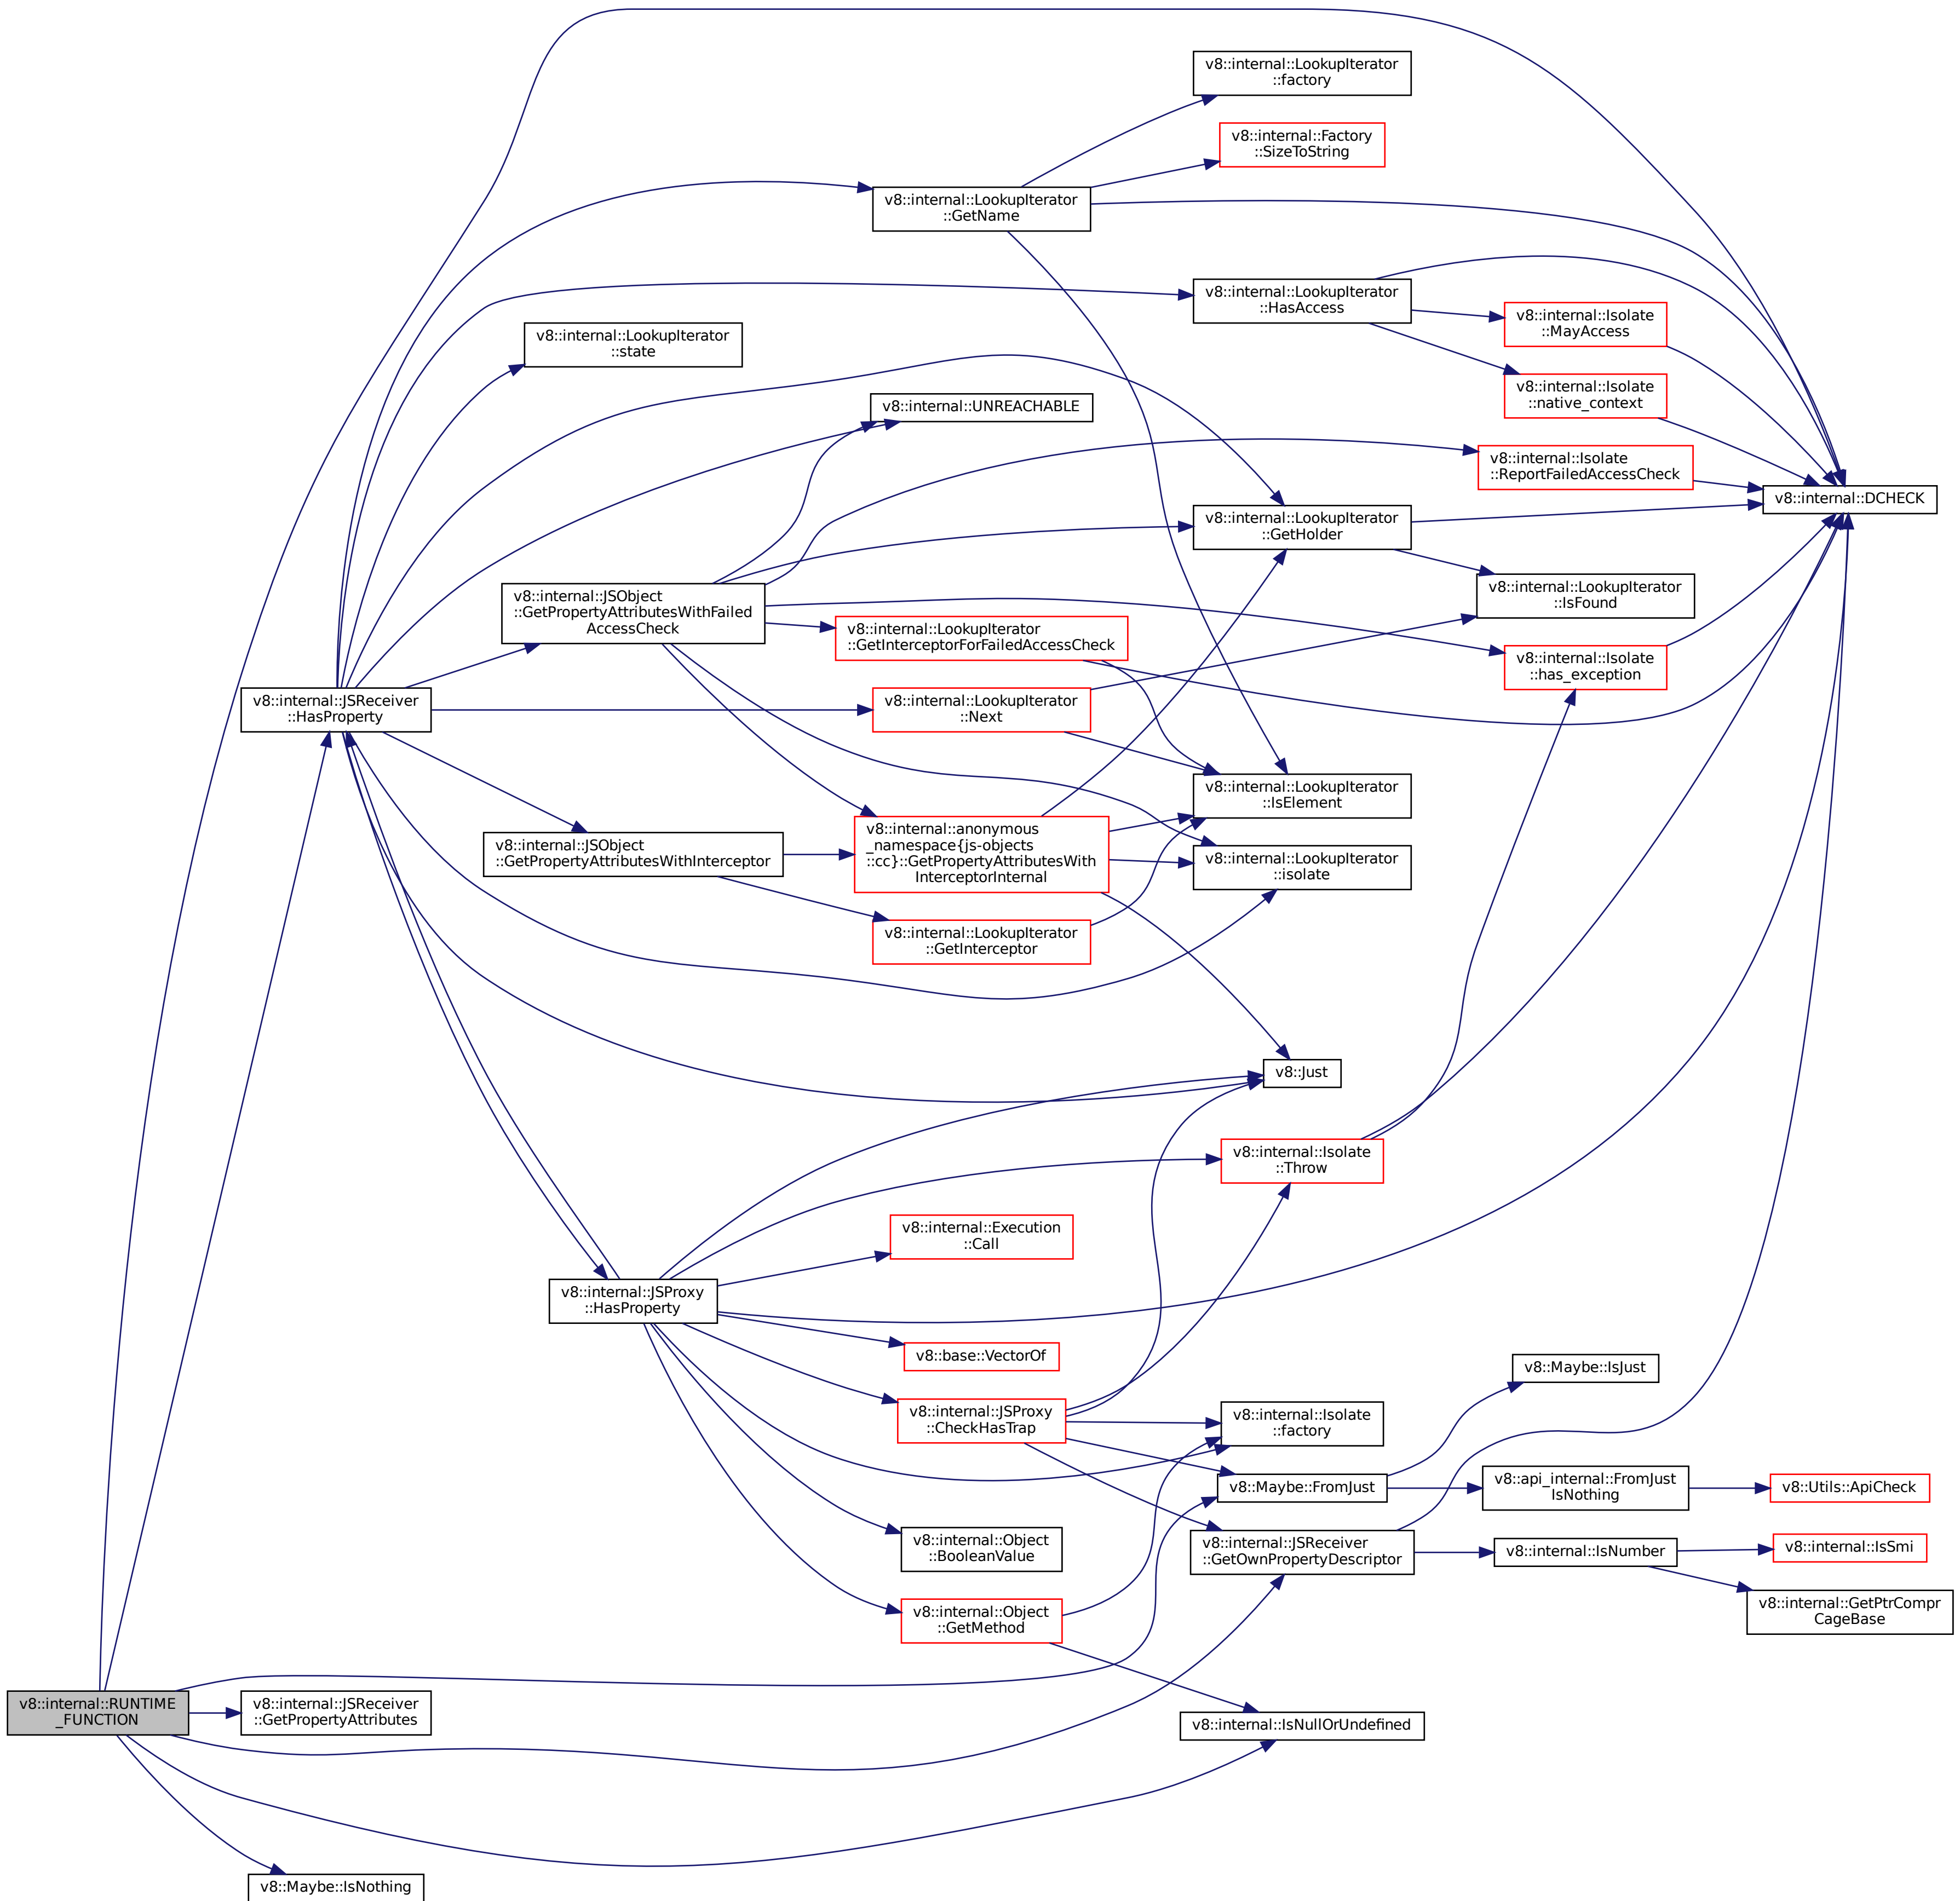 v8::internal::LookupIterator
::factory
v8::internal::Factory
::SizeToString
v8::internal::LookupIterator
::GetName
v8::internal::LookupIterator
::HasAccess
v8::internal::Isolate
::MayAccess
v8::internal::LookupIterator
::state
v8::internal::Isolate
::native_context
v8::internal::UNREACHABLE
v8::internal::Isolate
::ReportFailedAccessCheck
v8::internal::DCHECK
v8::internal::LookupIterator
::GetHolder
v8::internal::LookupIterator
::IsFound
v8::internal::JSObject
::GetPropertyAttributesWithFailed
AccessCheck
v8::internal::LookupIterator
::GetInterceptorForFailedAccessCheck
v8::internal::Isolate
::has_exception
v8::internal::JSReceiver
::HasProperty
v8::internal::LookupIterator
::Next
v8::internal::LookupIterator
::IsElement
v8::internal::JSObject
::GetPropertyAttributesWithInterceptor
v8::internal::anonymous
_namespace{js-objects
::cc}::GetPropertyAttributesWith
InterceptorInternal
v8::internal::LookupIterator
::isolate
v8::internal::LookupIterator
::GetInterceptor
v8::Just
v8::internal::Isolate
::Throw
v8::internal::Execution
::Call
v8::internal::JSProxy
::HasProperty
v8::base::VectorOf
v8::Maybe::IsJust
v8::internal::JSProxy
::CheckHasTrap
v8::internal::Isolate
::factory
v8::Maybe::FromJust
v8::api_internal::FromJust
IsNothing
v8::Utils::ApiCheck
v8::internal::Object
::BooleanValue
v8::internal::JSReceiver
::GetOwnPropertyDescriptor
v8::internal::IsNumber
v8::internal::IsSmi
v8::internal::GetPtrCompr
CageBase
v8::internal::Object
::GetMethod
v8::internal::RUNTIME
_FUNCTION
v8::internal::JSReceiver
::GetPropertyAttributes
v8::internal::IsNullOrUndefined
v8::Maybe::IsNothing